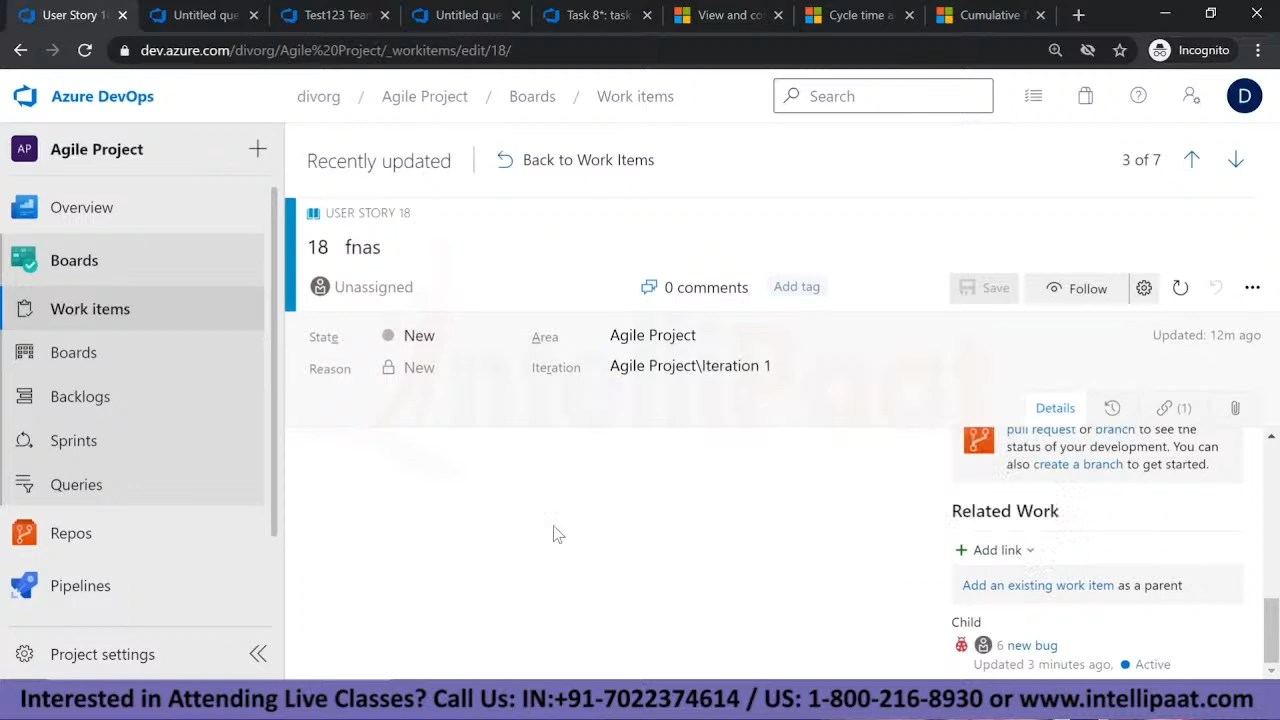 User Story 1
Untitled que
Test123 Team
Untitled que
Task 8*: task
View and co
Cycle time a
Cumulative f
dev.azure.com/divorg/Agile%20Project/_workitems/edit/18/
Incognito
Azure DevOps
divorg / Agile Project / Boards / Work items
Search
D
AP Agile Project
Recently updated
Back to Work Items
3 of 7
Overview
USER STORY 18
18 fnas
Boards
Unassigned
0 comments
Add tag
Save
Follow
Work items
State New
Area Agile Project
Updated: 12m ago
Reason New
Iteration Agile Project\Iteration 1
Boards
Backlogs
Details
(1)
pull request or branch to see the
status of your development. You can
also create a branch to get started.
Sprints
Queries
Related Work
Repos
Add link
Pipelines
Add an existing work item as a parent
Child
6 new bug
Updated 3 minutes ago, Active
Project settings
Interested in Attending Live Classes? Call Us: IN:+91-7022374614 / US: 1-800-216-8930 or www.intellipaat.com